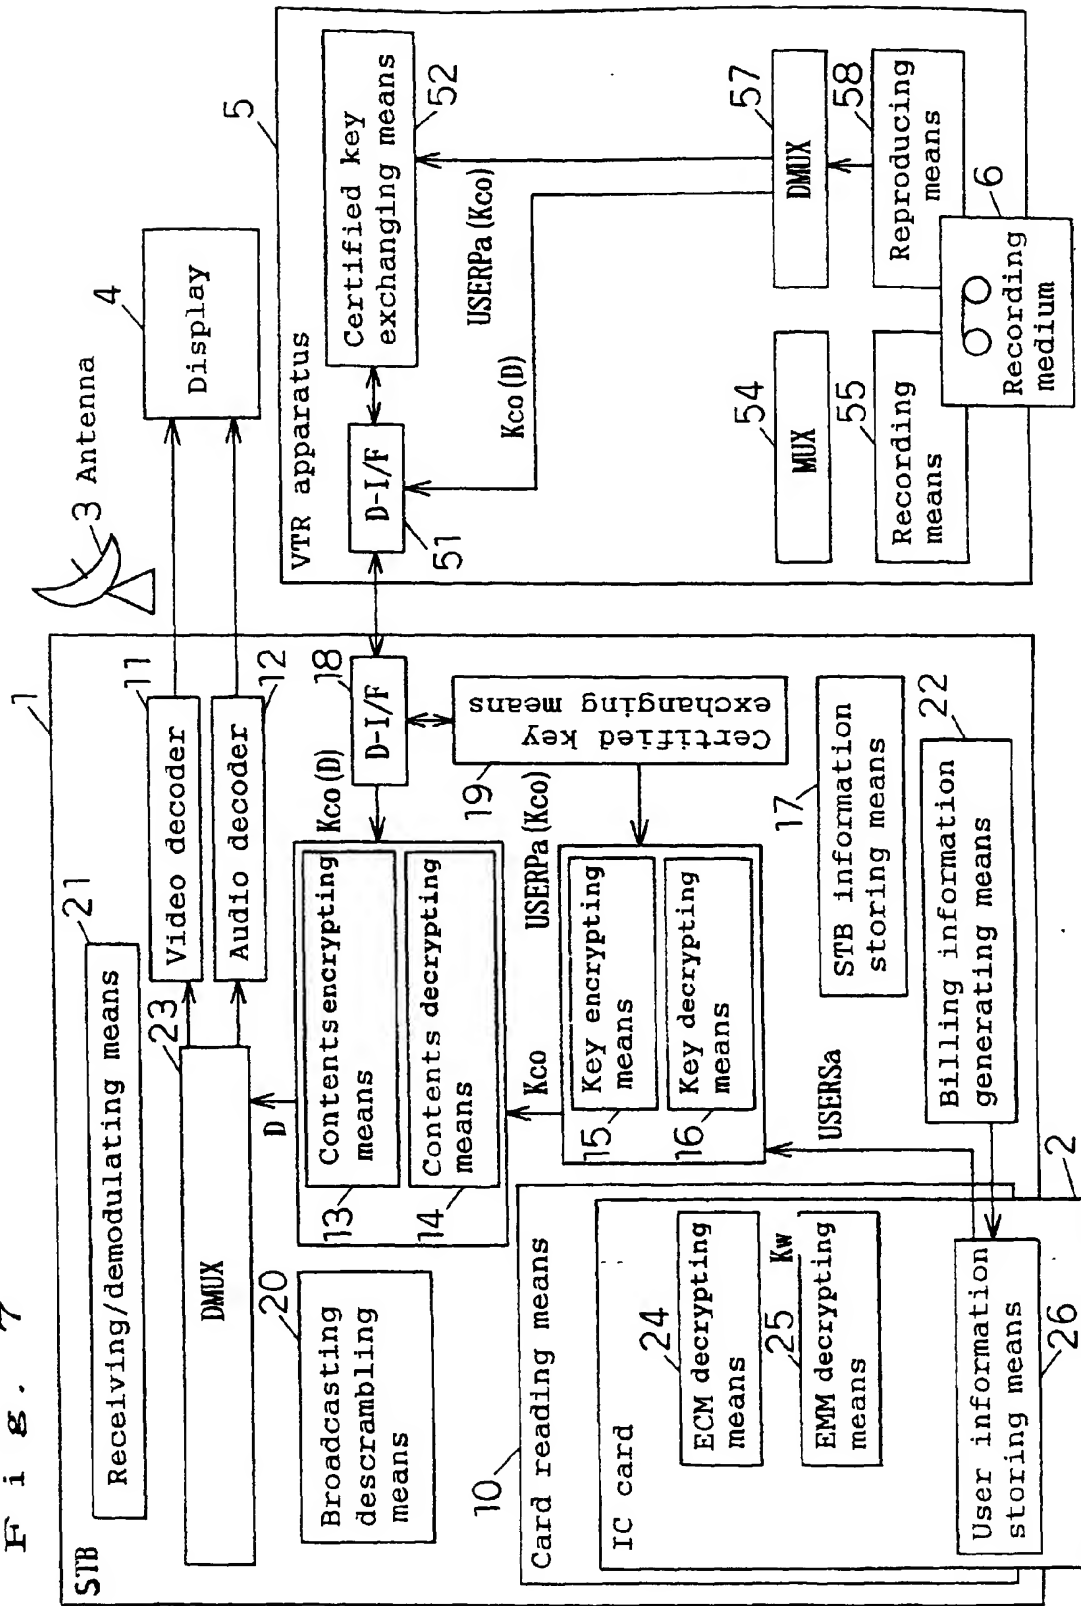 Fig. 7
STB
1
Receiving/demodulating means
21
DMUX
23
Video decoder
11
Audio decoder
12
3 Antenna
Display
4
Broadcasting
descrambling
means
20
D
Contents encrypting
means
13
Contents decrypting
means
14
Kco(D)
D-I/F
18
Certified key
exchanging means
19
Kco
USERPa(Kco)
Key encrypting
means
15
Key decrypting
means
16
USERSa
STB information
storing means
17
Billing information
generating means
22
Card reading means
10
IC card
2
ECM decrypting
means
24
Kw
EMM decrypting
means
25
User information
storing means
26
VTR apparatus
5
D-I/F
51
Certified key
exchanging means
52
Kco(D)
USERPa(Kco)
MUX
54
DMUX
57
Recording
means
55
Reproducing
means
58
Recording
medium
6